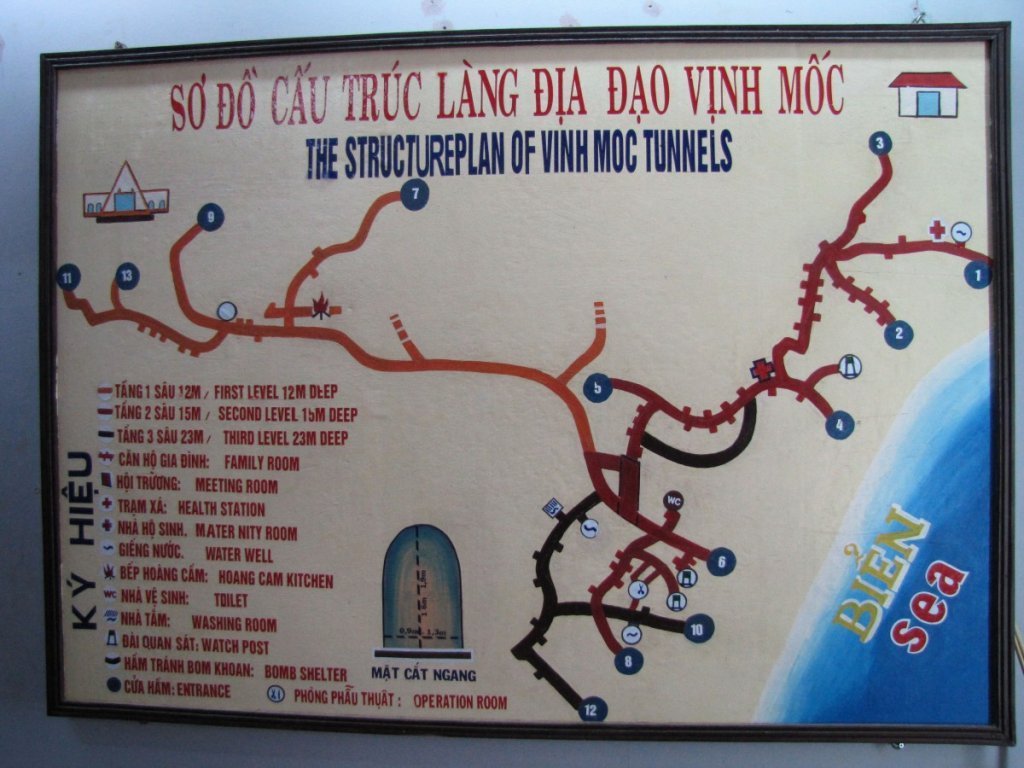 SƠ ĐỒ CẤU TRÚC LÀNG ĐỊA ĐẠO VỊNH MỐC
THE STRUCTUREPLAN OF VINH MOC TUNNELS
3
7
9
11
13
1
2
5
4
TẦNG 1 SÂU 12M / FIRST LEVEL 12M DEEP
TẦNG 2 SÂU 15M / SECOND LEVEL 15M DEEP
TẦNG 3 SÂU 23M / THIRD LEVEL 23M DEEP
CĂN HỘ GIA ĐÌNH: FAMILY ROOM
HỘI TRƯỜNG: MEETING ROOM
TRẠM XÁ: HEALTH STATION
NHÀ HỘ SINH. MATER NITY ROOM
GIẾNG NƯỚC. WATER WELL
BẾP HOÀNG CẦM: HOANG CAM KITCHEN
WC NHÀ VỆ SINH: TOILET
NHÀ TẮM: WASHING ROOM
ĐÀI QUAN SÁT: WATCH POST
HẦM TRÁNH BOM KHOAN: BOMB SHELTER
CỬA HẦM: ENTRANCE
PHÒNG PHẪU THUẬT: OPERATION ROOM
KÝ HIỆU
MẶT CẮT NGANG
WC
6
10
8
12
BIỂN
sea